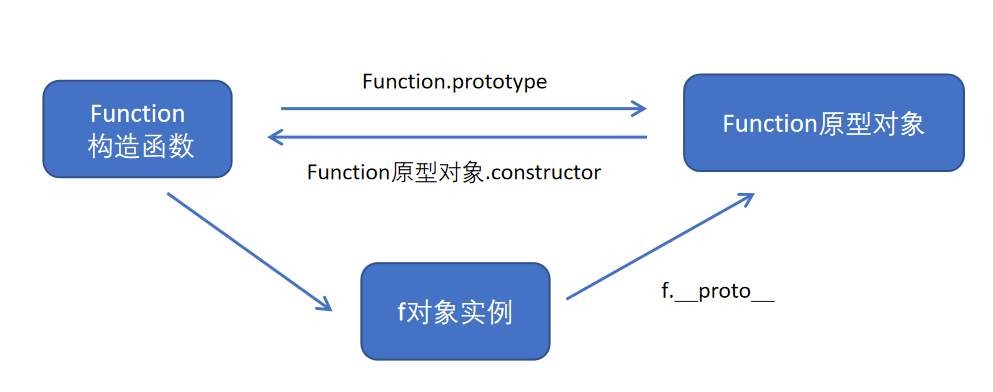 Function.prototype
Function
构造函数
Function原型对象
Function原型对象.constructor
f对象实例
f.__proto__